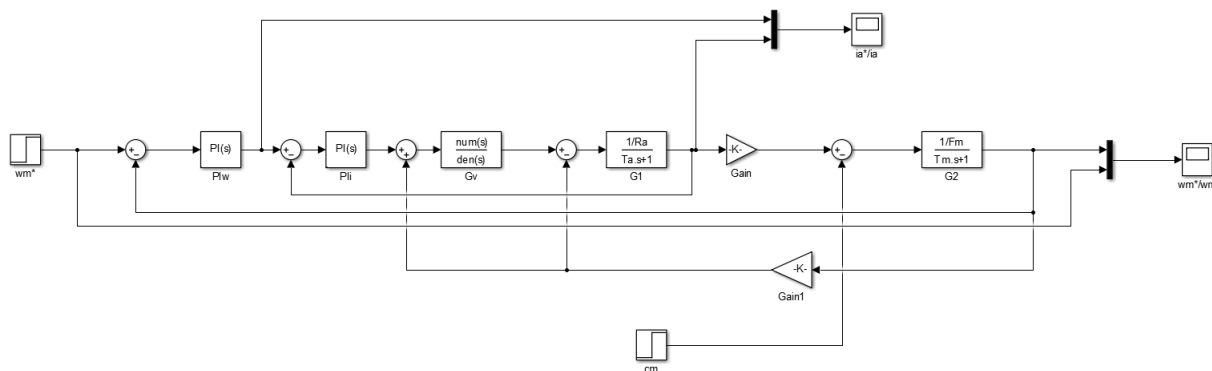 ia*/ia
wm*
PI(s)
PIw
PI(s)
PIi
num(s)
den(s)
Gv
1/Ra
Ta.s+1
G1
-K-
Gain
1/Fm
Tm.s+1
G2
wm*/wm
-K-
Gain1
cm